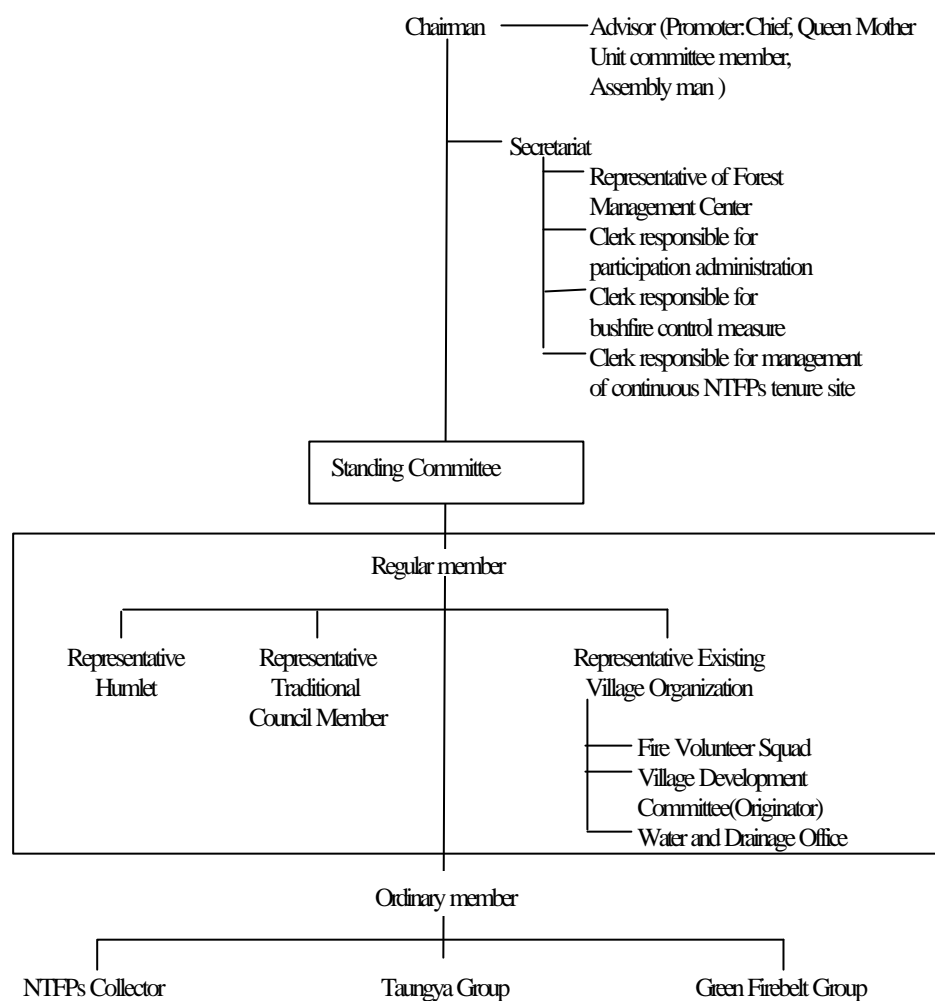 Chairman
Advisor (Promoter:Chief, Queen Mother
Unit committee member,
Assembly man )
Secretariat
Representative of Forest
Management Center
Clerk responsible for
participation administration
Clerk responsible for
bushfire control measure
Clerk responsible for management
of continuous NTFPs tenure site
Standing Committee
Regular member
Representative
Humlet
Representative
Traditional
Council Member
Representative Existing
Village Organization
Fire Volunteer Squad
Village Development
Committee(Originator)
Water and Drainage Office
Ordinary member
NTFPs Collector
Taungya Group
Green Firebelt Group